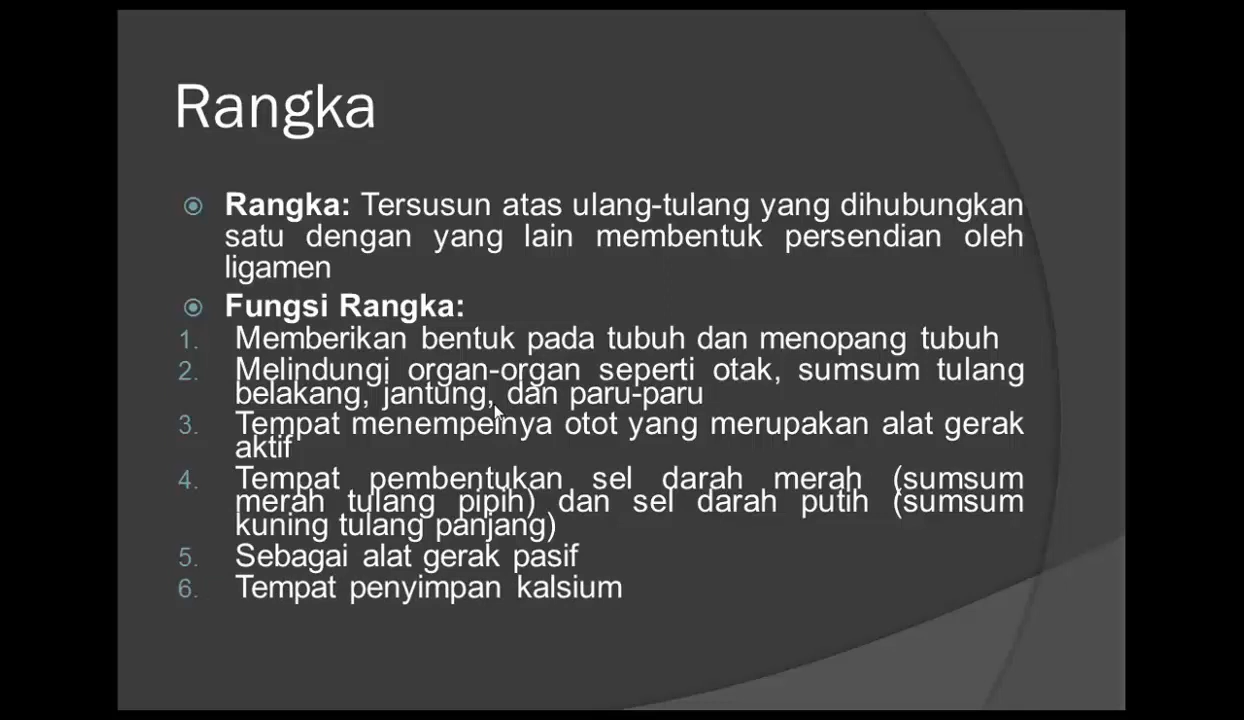 Rangka
Rangka: Tersusun atas ulang-tulang yang dihubungkan
satu dengan yang lain membentuk persendian oleh
ligamen
Fungsi Rangka:
1. Memberikan bentuk pada tubuh dan menopang tubuh
2. Melindungi organ-organ seperti otak, sumsum tulang
belakang, jantung, dan paru-paru
3. Tempat menempelnya otot yang merupakan alat gerak
aktif
4. Tempat pembentukan sel darah merah (sumsum
merah tulang pipih) dan sel darah putih (sumsum
kuning tulang panjang)
5. Sebagai alat gerak pasif
6. Tempat penyimpan kalsium